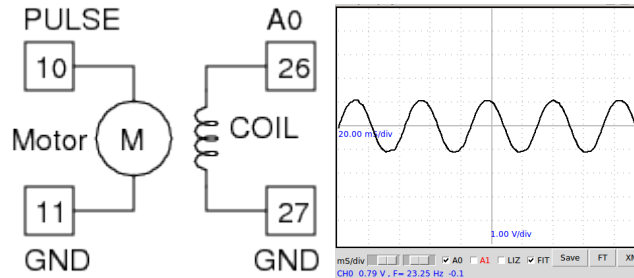 PULSE
A0
10
26
Motor
M
COIL
11
27
GND
GND
20.00 mS/div
1.00 V/div
mS/div
A0
A1
LIZ
FIT
Save
FT
CH0 0.79 V , F= 23.25 Hz -0.1